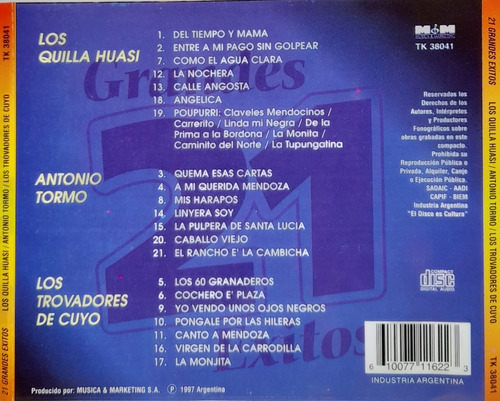 TK 38041
21 GRANDES EXITOS
LOS QUILLA HUASI / ANTONIO TORMO / LOS TROVADORES DE CUYO
Grandes
21
Exitos
LOS
QUILLA HUASI
1. DEL TIEMPO Y MAMA
2. ENTRE A MI PAGO SIN GOLPEAR
7. COMO EL AGUA CLARA
12. LA NOCHERA
13. CALLE ANGOSTA
18. ANGELICA
19. POUPURRI: Claveles Mendocinos /
Carrerito / Linda mi Negra / De la
Prima a la Bordona / La Monita /
Caminito del Norte / La Tupungatina
ANTONIO
TORMO
3. QUEMA ESAS CARTAS
4. A MI QUERIDA MENDOZA
8. MIS HARAPOS
14. LINYERA SOY
15. LA PULPERA DE SANTA LUCIA
20. CABALLO VIEJO
21. EL RANCHO E' LA CAMBICHA
LOS
TROVADORES
DE CUYO
5. LOS 60 GRANADEROS
6. COCHERO E' PLAZA
9. YO VENDO UNOS OJOS NEGROS
10. PONGALE POR LAS HILERAS
11. CANTO A MENDOZA
16. VIRGEN DE LA CARRODILLA
17. LA MONJITA
Producido por: MUSICA & MARKETING S.A. Ⓟ 1997 Argentina
M&M
TK 38041
Reservados los
Derechos de los
Autores, Intérpretes
y Productores
Fonográficos sobre
obras grabadas en este
compacto.
Prohibida su
Reproducción Pública o
Privada, Alquiler, Canje
o Ejecución Pública.
SADAIC - AADI
CAPIF - BIEM
Industria Argentina
"El Disco es Cultura"
COMPACT
disc
DIGITAL AUDIO
6 10077 11622 3
INDUSTRIA ARGENTINA
21 GRANDES EXITOS
LOS QUILLA HUASI / ANTONIO TORMO / LOS TROVADORES DE CUYO
TK 38041